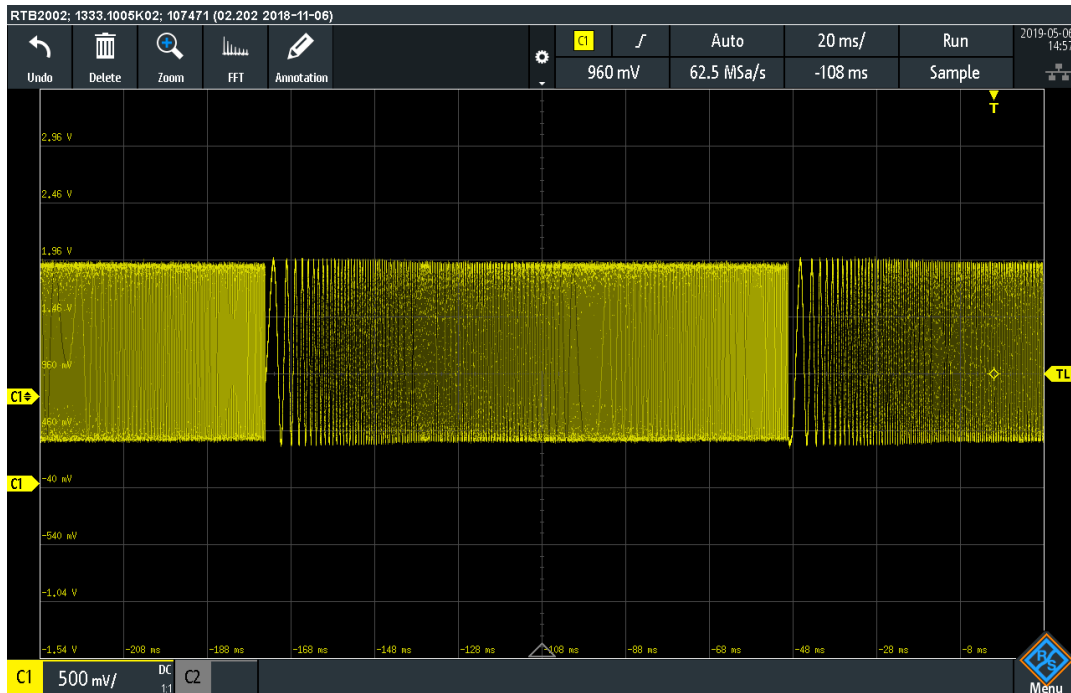 RTB2002; 1333.1005K02; 107471 (02.202 2018-11-06)
Undo
Delete
Zoom
FFT
Annotation
C1
Auto
20 ms/
Run
960 mV
62.5 MSa/s
-108 ms
Sample
2019-05-06
14:57
T
2.96 V
2.46 V
1.96 V
1.46 V
960 mV
TL
C1
460 mV
C1
-40 mV
-540 mV
-1.04 V
-1.54 V
-208 ms
-188 ms
-168 ms
-148 ms
-128 ms
-108 ms
-88 ms
-68 ms
-48 ms
-28 ms
-8 ms
C1
500 mV/
DC
1:1
C2
R&S
Menu